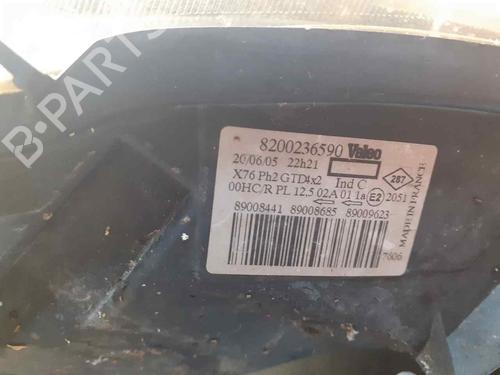 8200236590 Valeo
20/06/05 22h21
X76 Ph2 GTD4x2 Ind C
00HC/R PL 12.5 02A 01 1a E2 2051
287
MADE IN FRANCE
89008441 89008685 89009623
7806
B-PARTS